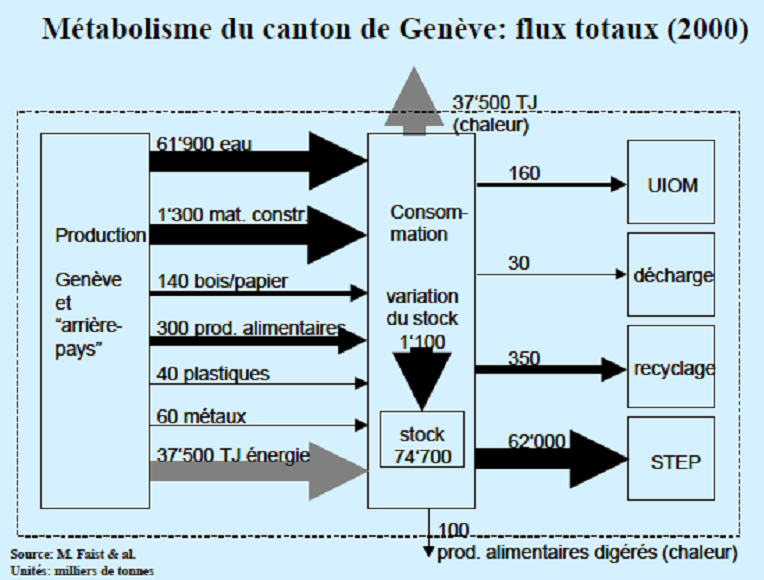 Métabolisme du canton de Genève: flux totaux (2000)
37'500 TJ
(chaleur)
61'900 eau
1'300 mat. constr.
140 bois/papier
300 prod. alimentaires
40 plastiques
60 métaux
37'500 TJ énergie
Production
Genève
et
"arrière-
pays"
Consom-
mation
variation
du stock
1'100
stock
74'700
160
UIOM
30
décharge
350
recyclage
62'000
STEP
100
prod. alimentaires digérés (chaleur)
Source: M. Faist & al.
Unités: milliers de tonnes